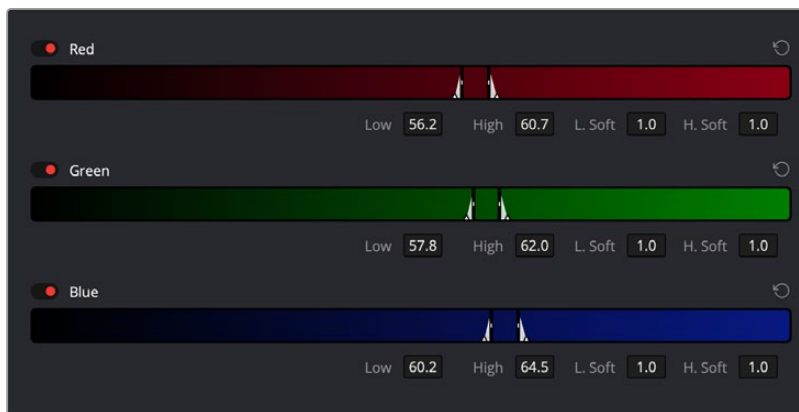 Red
Low 56.2 High 60.7 L. Soft 1.0 H. Soft 1.0
Green
Low 57.8 High 62.0 L. Soft 1.0 H. Soft 1.0
Blue
Low 60.2 High 64.5 L. Soft 1.0 H. Soft 1.0